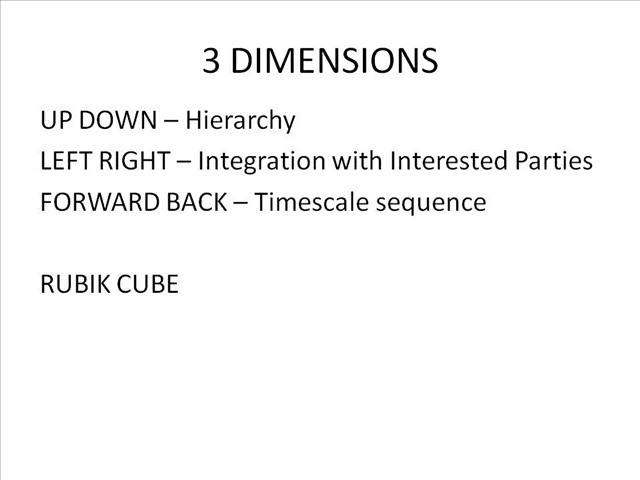 3 DIMENSIONS
UP DOWN – Hierarchy
LEFT RIGHT – Integration with Interested Parties
FORWARD BACK – Timescale sequence
RUBIK CUBE